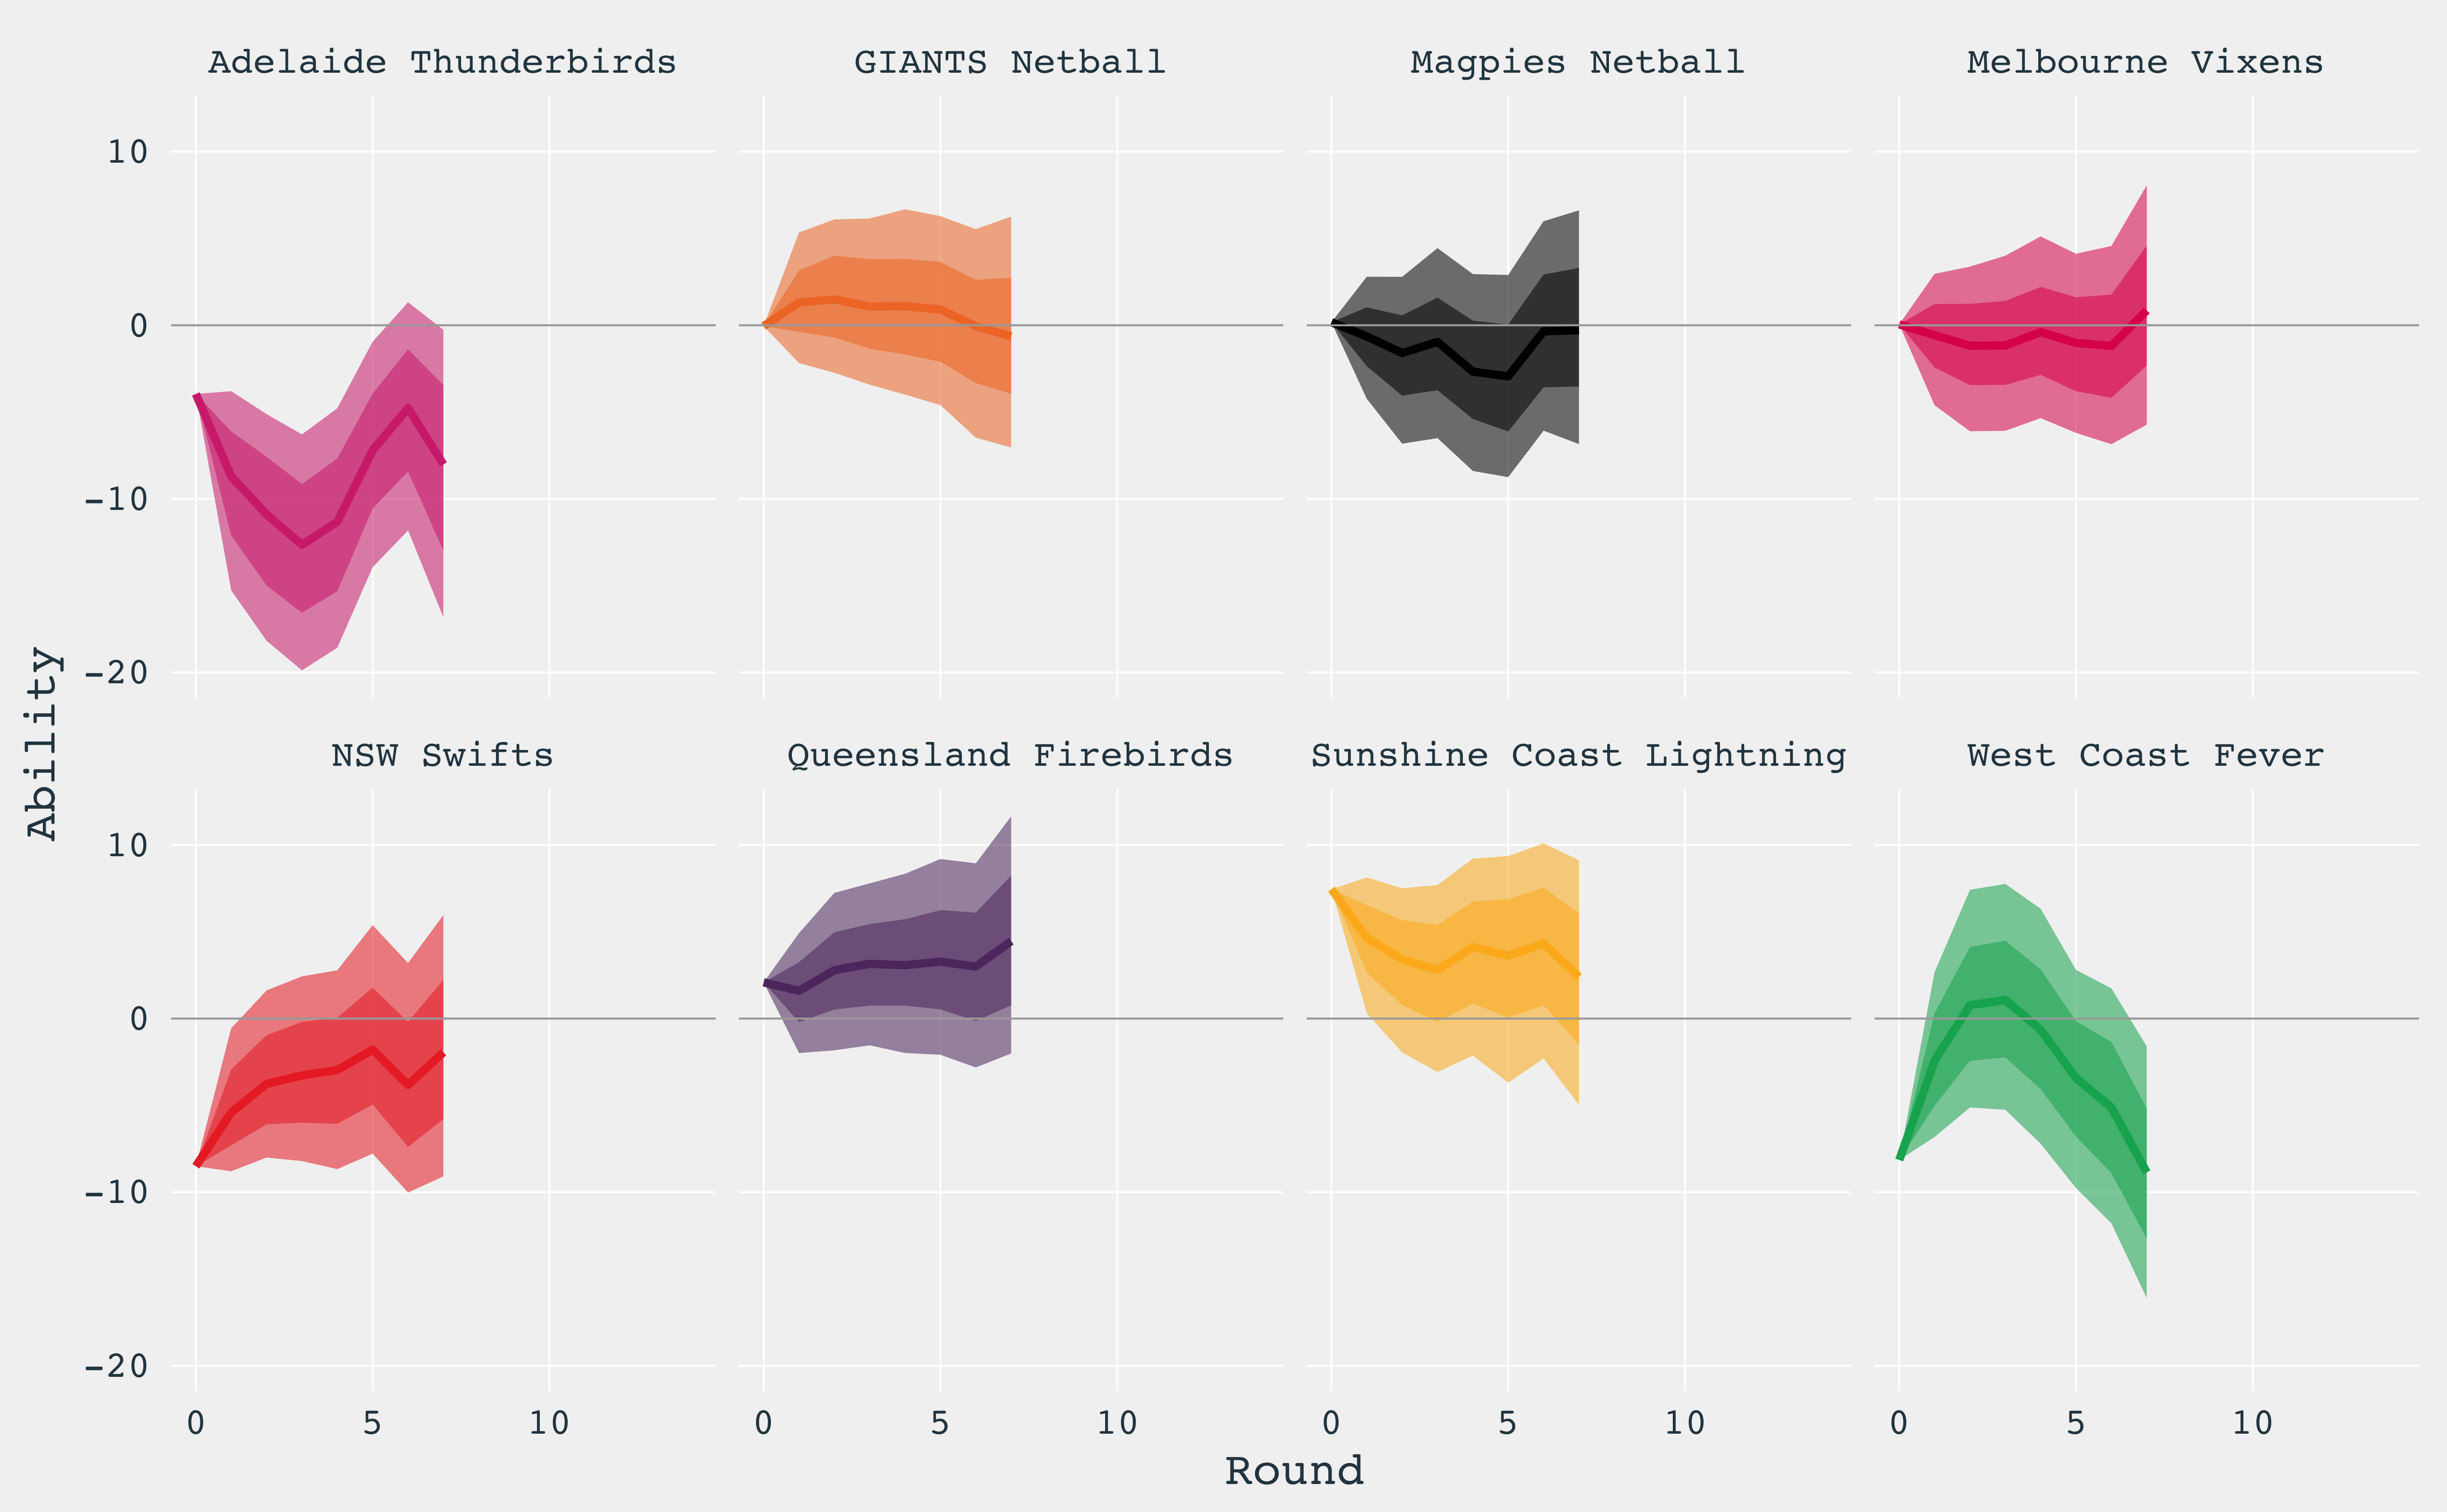 Adelaide Thunderbirds
GIANTS Netball
Magpies Netball
Melbourne Vixens
10
0
-10
-20
Ability
NSW Swifts
Queensland Firebirds
Sunshine Coast Lightning
West Coast Fever
10
0
-10
-20
0 5 10
0 5 10
0 5 10
0 5 10
Round